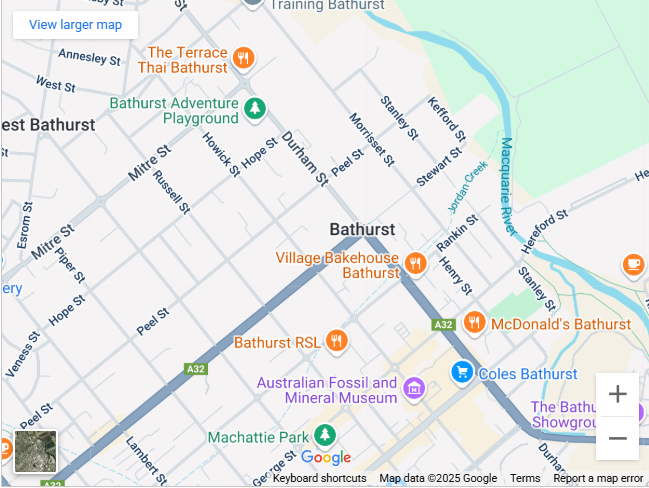 Training Bathurst
View larger map
St
The Terrace
Thai Bathurst
Annesley St
West St
Bathurst Adventure
Playground
Stanley St
Kefford St
est Bathurst
Morrisset St
Howick St
Hope St
Durham St
Peel St
Stewart St
Macquarie River
St
Mitre St
Jordan Creek
Russell St
He
Esrom St
Mitre St
Bathurst
Rankin St
Hereford St
Piper St
Village Bakehouse
Bathurst
Henry St
Stanley St
ery
Hope St
Peel St
A32
McDonald's Bathurst
Veness St
Bathurst RSL
A32
Coles Bathurst
Australian Fossil and
Mineral Museum
The Bathu
Showgrou
Peel St
Machattie Park
Lambert St
George St
Google
Durha
A32
Keyboard shortcuts
Map data ©2025 Google
Terms
Report a map error